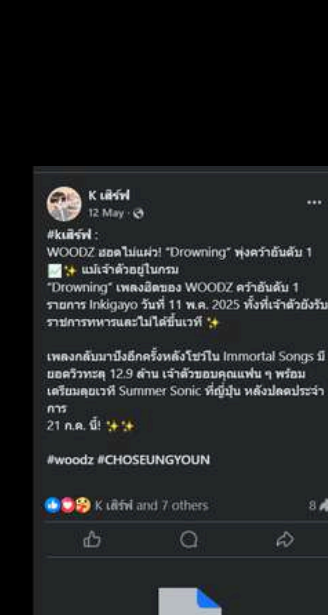 K เสิร์ฟ
12 May
#kเสิร์ฟ :
WOODZ ฮอตไม่แผ่ว! "Drowning" พุ่งคว้าอันดับ 1
แม้เจ้าตัวอยู่ในกรม
"Drowning" เพลงฮิตของ WOODZ คว้าอันดับ 1
รายการ Inkigayo วันที่ 11 พ.ค. 2025 ทั้งที่เจ้าตัวยังรับ
ราชการทหารและไม่ได้ขึ้นเวที ✨
เพลงกลับมาปังอีกครั้งหลังโชว์ใน Immortal Songs มี
ยอดวิวทะลุ 12.9 ล้าน เจ้าตัวขอบคุณแฟน ๆ พร้อม
เตรียมลุยเวที Summer Sonic ที่ญี่ปุ่น หลังปลดประจำ
การ
21 ก.ค. นี้! ✨✨
#woodz #CHOSEUNGYOUN
K เสิร์ฟ and 7 others
8